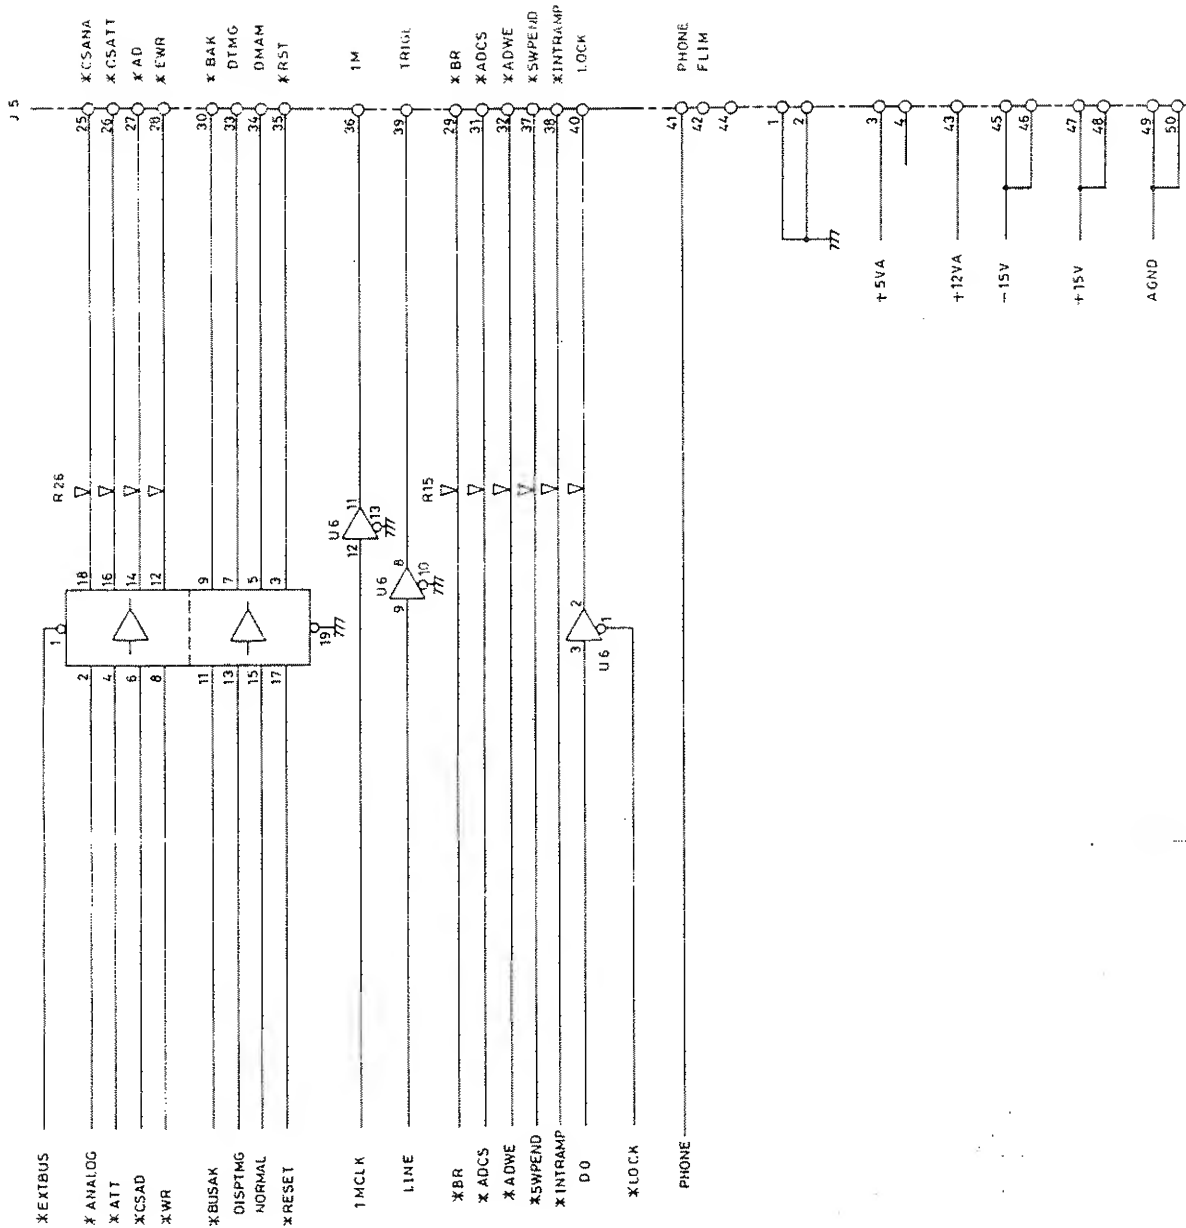 J5
*CSANA 25
*CSATT 26
*AD 27
*EWR 28
*BAK 30
DTMG 33
DMAM 34
*RST 35
1M 36
TRIGL 39
*BR 29
*ADCS 31
*ADWE 32
*SWPEND 37
*INTRAMP 38
LOCK 40
PHONE 41
FLIM 42
44
1
2
3
4
43
45
46
47
48
49
50
+5VA
+12VA
-15V
+15V
AGND
R26
R15
18
16
14
12
9
7
5
3
1
19
2
4
6
8
11
13
15
17
U6
12
11
13
U6
9
8
10
3
2
U6
1
*EXTBUS
*ANALOG
*ATT
*CSAD
*WR
*BUSAK
DISPTMG
NORMAL
*RESET
1MCLK
LINE
*BR
*ADCS
*ADWE
*SWPEND
*INTRAMP
D0
*LOCK
PHONE